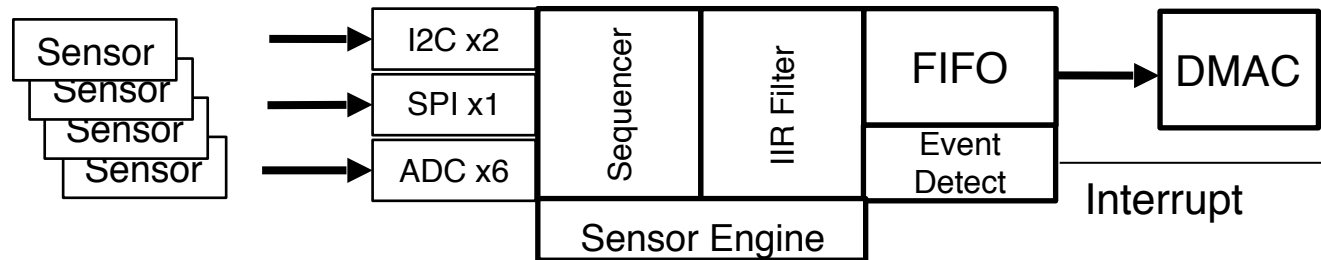 Sensor
Sensor
Sensor
Sensor
I2C x2
SPI x1
ADC x6
Sequencer
IIR Filter
FIFO
Event
Detect
Sensor Engine
DMAC
Interrupt